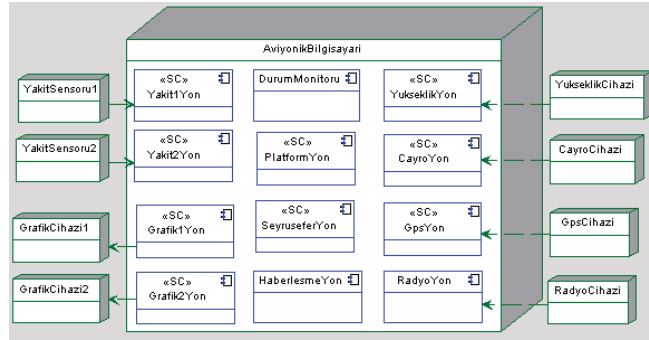 AviyonikBilgisayari
YakitSensoru1
«SC»
Yakit1Yon
DurumMonitoru
«SC»
YukseklikYon
YukseklikCihazi
YakitSensoru2
«SC»
Yakit2Yon
«SC»
PlatformYon
«SC»
CayroYon
CayroCihazi
GrafikCihazi1
«SC»
Grafik1Yon
«SC»
SeyruseferYon
«SC»
GpsYon
GpsCihazi
GrafikCihazi2
«SC»
Grafik2Yon
HaberlesmeYon
RadyoYon
RadyoCihazi